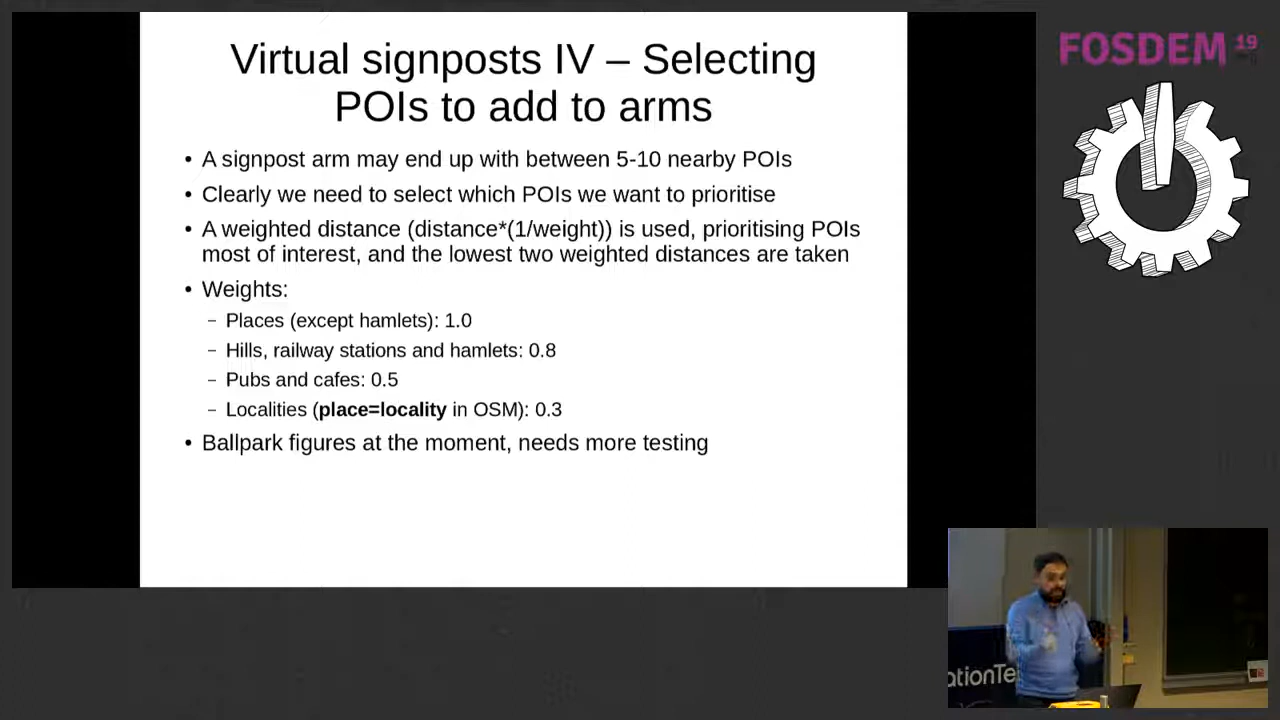 Virtual signposts IV – Selecting
POIs to add to arms
• A signpost arm may end up with between 5-10 nearby POIs
• Clearly we need to select which POIs we want to prioritise
• A weighted distance (distance*(1/weight)) is used, prioritising POIs
most of interest, and the lowest two weighted distances are taken
• Weights:
– Places (except hamlets): 1.0
– Hills, railway stations and hamlets: 0.8
– Pubs and cafes: 0.5
– Localities (place=locality in OSM): 0.3
• Ballpark figures at the moment, needs more testing
FOSDEM 19
ationTe